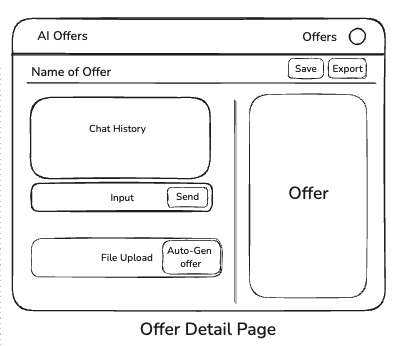 AI Offers
Offers
Name of Offer
Save
Export
Chat History
Input
Send
File Upload
Auto-Gen
offer
Offer
Offer Detail Page